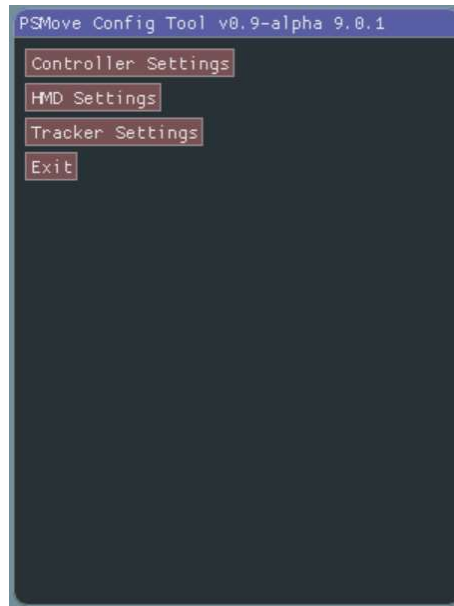 PSMove Config Tool v0.9-alpha 9.0.1
Controller Settings
HMD Settings
Tracker Settings
Exit